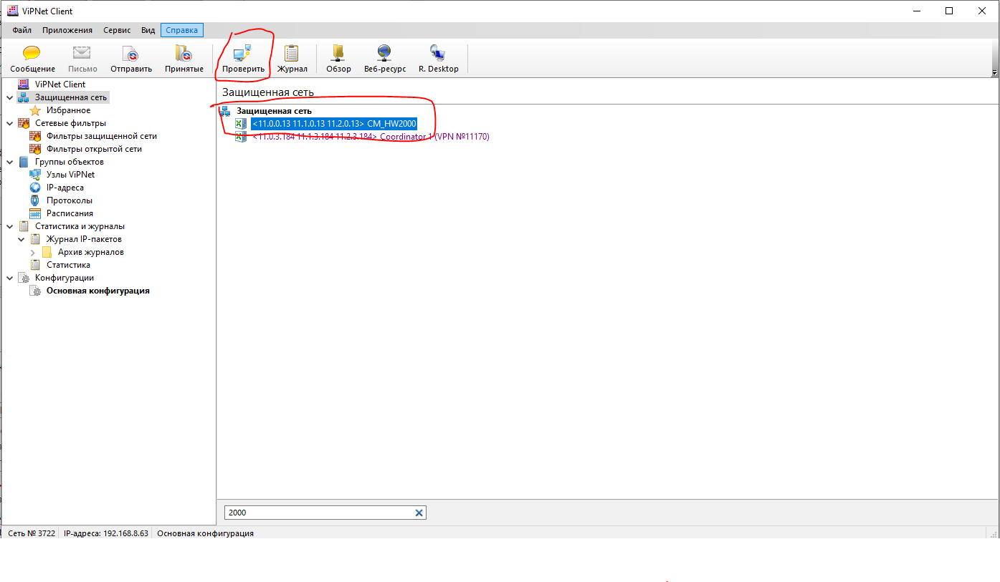 ViPNet Client
Файл Приложения Сервис Вид Справка
Сообщение Письмо Отправить Принятые Проверить Журнал Обзор Веб-ресурс R. Desktop
ViPNet Client
Защищенная сеть
Избранное
Сетевые фильтры
Фильтры защищенной сети
Фильтры открытой сети
Группы объектов
Узлы ViPNet
IP-адреса
Протоколы
Расписания
Статистика и журналы
Журнал IP-пакетов
Архив журналов
Статистика
Конфигурации
Основная конфигурация
Защищенная сеть
Защищенная сеть
<11.0.0.13 11.1.0.13 11.2.0.13> CM_HW2000
<11.0.3.184 11.1.3.184 11.2.3.184> Coordinator 1 (VPN №11170)
2000
Сеть № 3722 IP-адреса: 192.168.8.63 Основная конфигурация